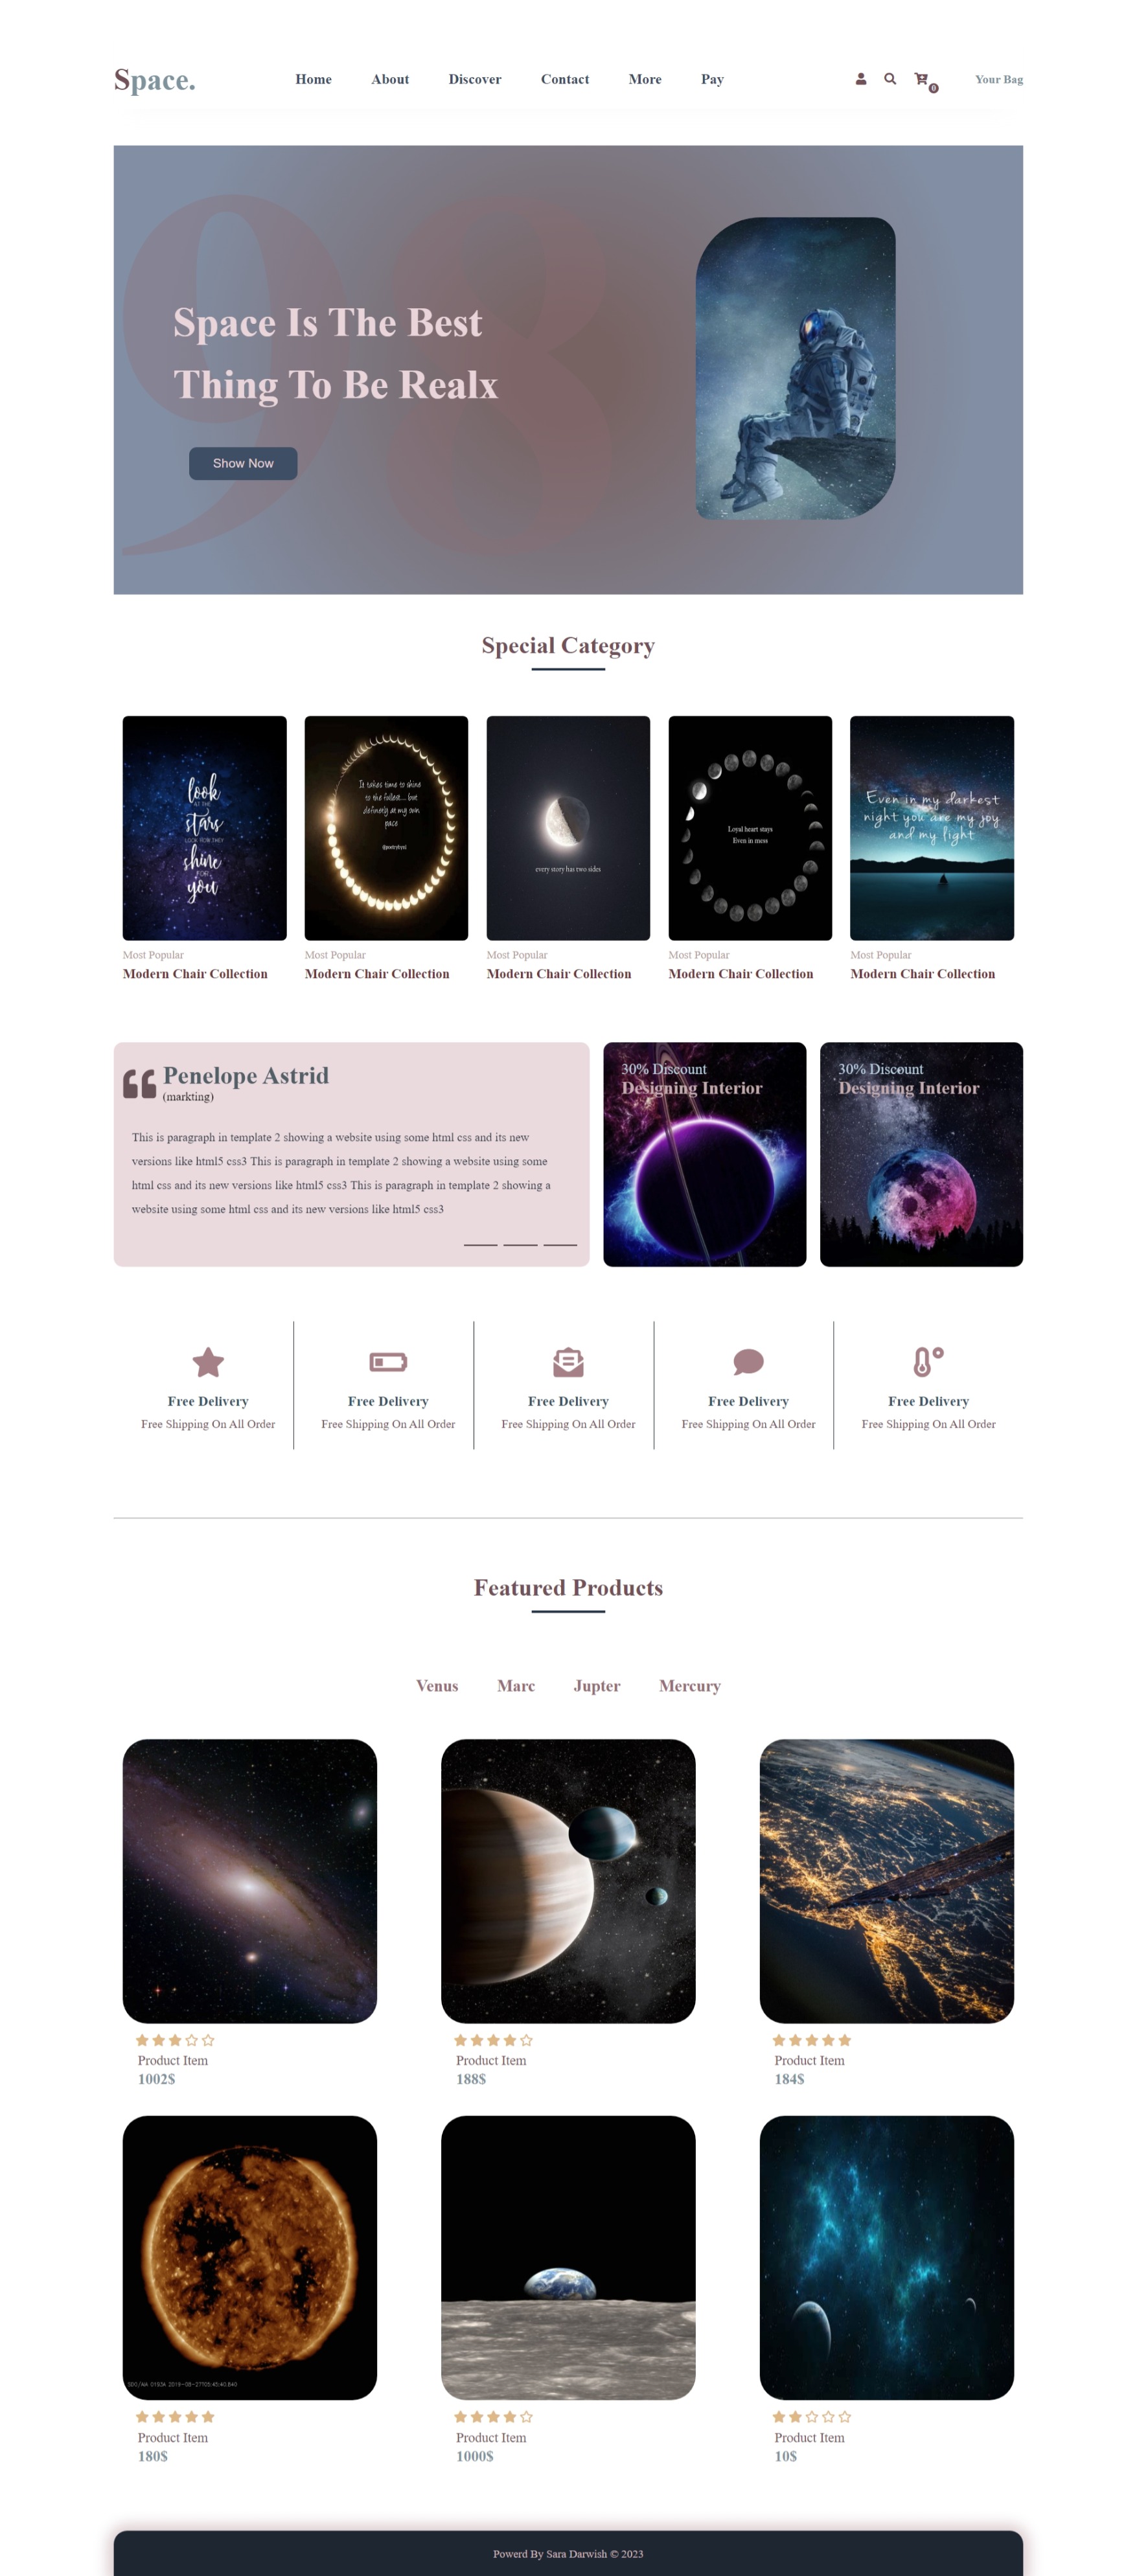 Space.
Home About Discover Contact More Pay
0
Your Bag
98
Space Is The Best
Thing To Be Realx
Show Now
Special Category
look
AT THE
stars
LOOK HOW THEY
shine
FOR
you
It takes time to shine
to the fullest... but
definetly at my own
pace
@poetrybyvl
every story has two sides
Loyal heart stays
Even in moss
Even in my darkest
night you are my joy
and my light
Most Popular
Modern Chair Collection
Most Popular
Modern Chair Collection
Most Popular
Modern Chair Collection
Most Popular
Modern Chair Collection
Most Popular
Modern Chair Collection
Penelope Astrid
(markting)
This is paragraph in template 2 showing a website using some html css and its new
versions like html5 css3 This is paragraph in template 2 showing a website using some
html css and its new versions like html5 css3 This is paragraph in template 2 showing a
website using some html css and its new versions like html5 css3
30% Discount
Designing Interior
30% Discount
Designing Interior
Free Delivery
Free Shipping On All Order
Free Delivery
Free Shipping On All Order
Free Delivery
Free Shipping On All Order
Free Delivery
Free Shipping On All Order
Free Delivery
Free Shipping On All Order
Featured Products
Venus Marc Jupter Mercury
Product Item
1002$
Product Item
188$
Product Item
184$
SDO/AIA 2019-08-27
Product Item
180$
Product Item
1000$
Product Item
10$
Powerd By Sara Darwish © 2023